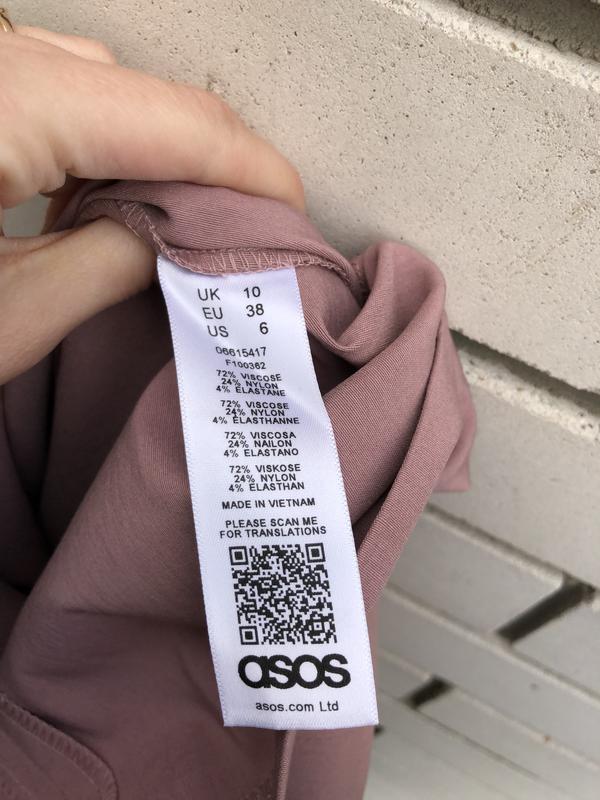 UK 10
EU 38
US 6
06615417
F100362
72% VISCOSE
24% NYLON
4% ELASTANE
72% VISCOSE
24% NYLON
4% ELASTHANNE
72% VISCOSA
24% NAILON
4% ELASTANO
72% VISKOSE
24% NYLON
4% ELASTHAN
MADE IN VIETNAM
PLEASE SCAN ME
FOR TRANSLATIONS
asos
asos.com Ltd